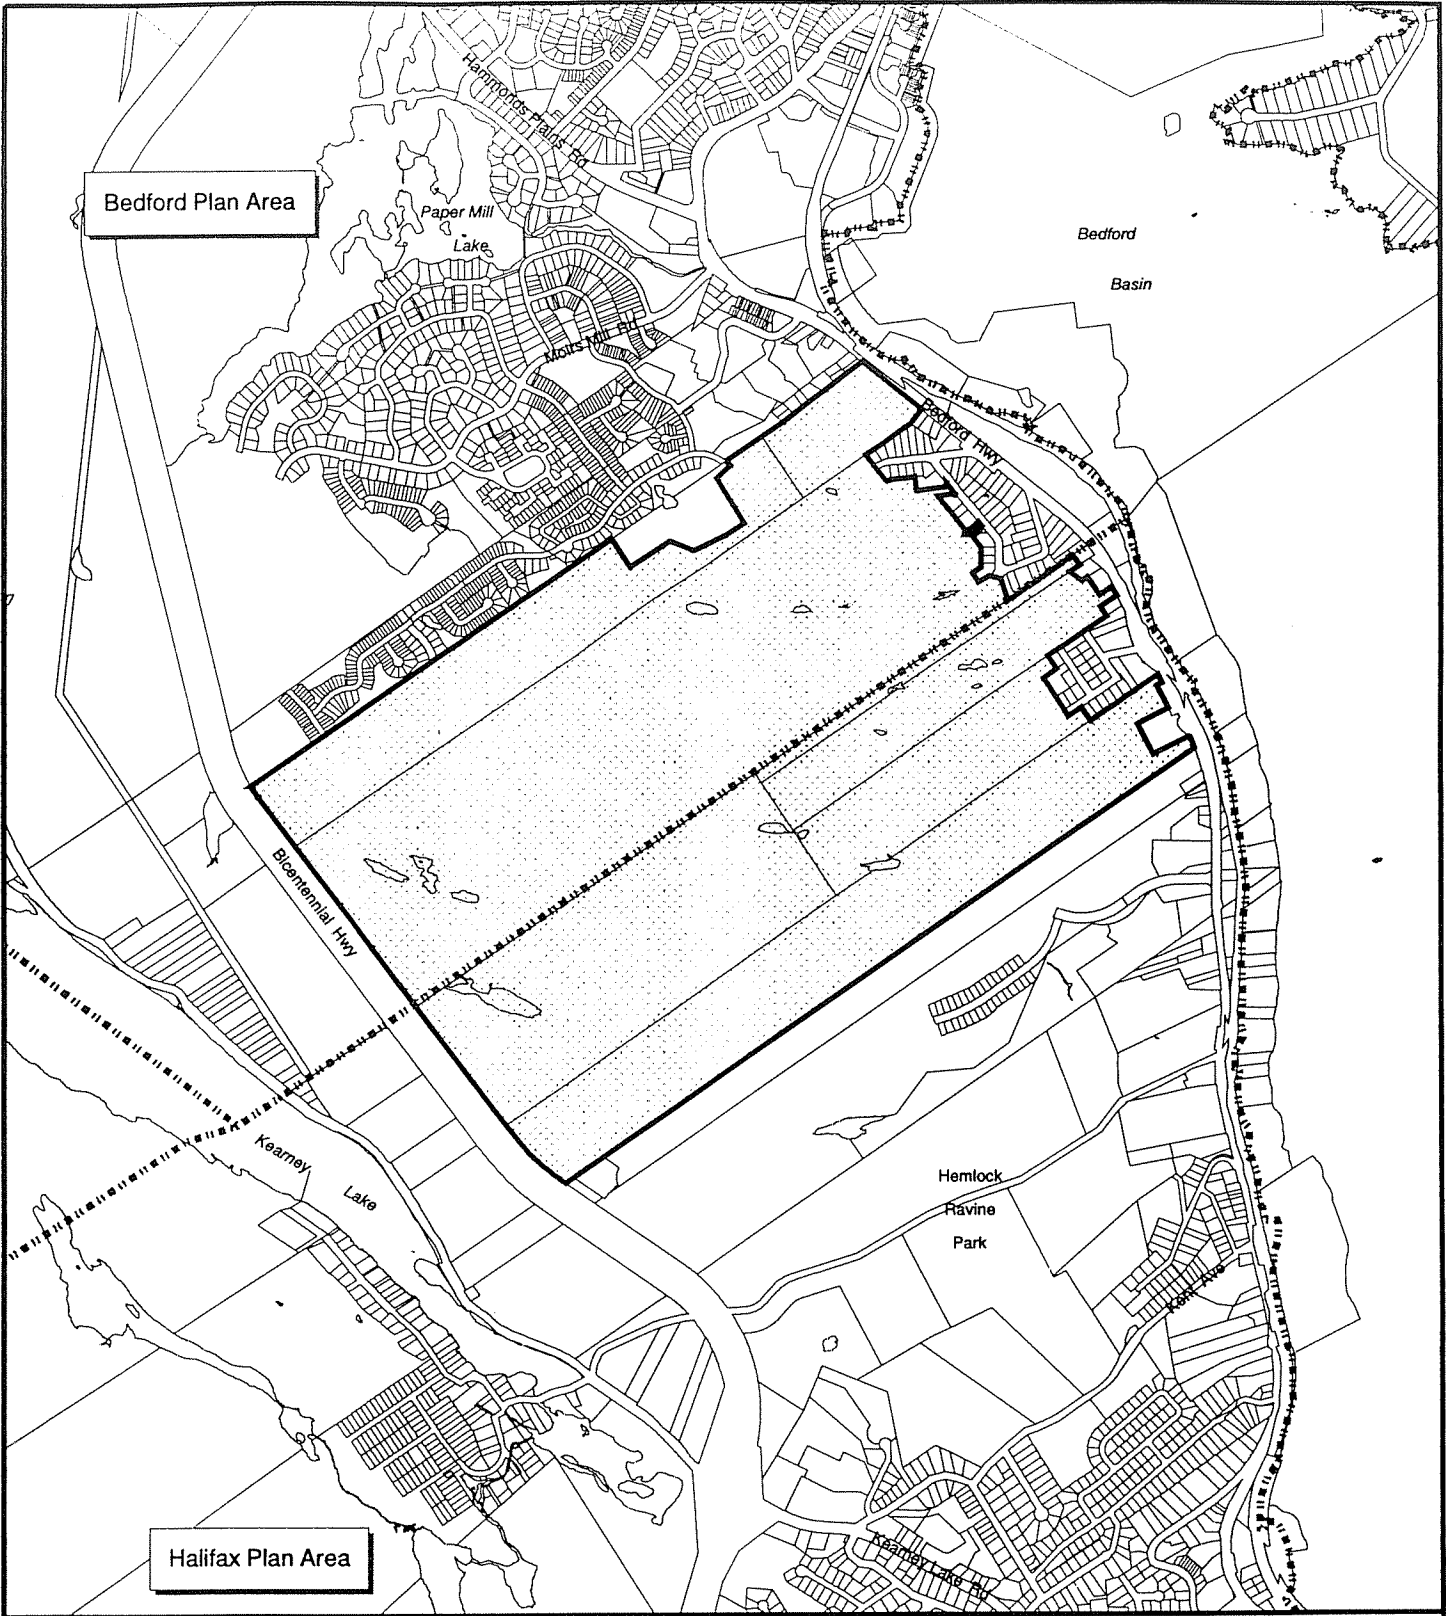 Hammonds Plains Rd
Bedford Plan Area
Paper Mill
Lake
Bedford
Basin
Moirs Mill Rd
Bedford Hwy
Bicentennial Hwy
Kearney
Lake
Hemlock
Ravine
Park
Kent Ave
Kearney Lake Rd
Halifax Plan Area